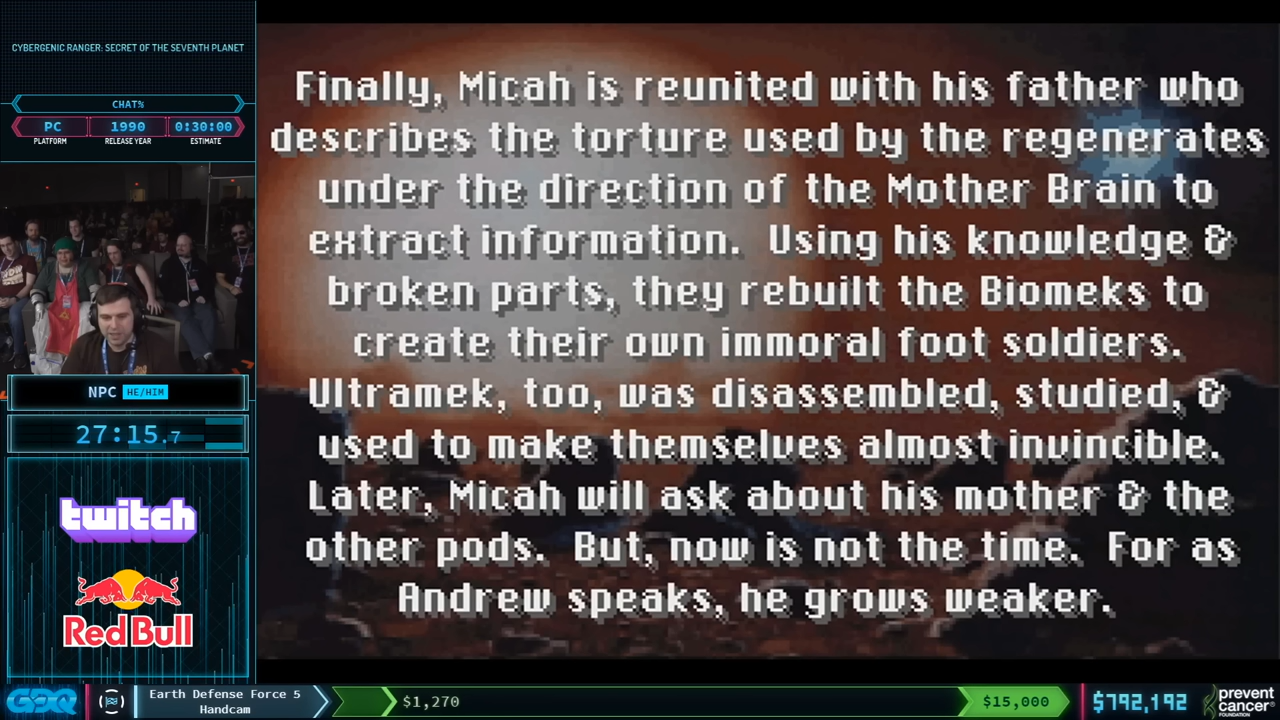 CYBERGENIC RANGER: SECRET OF THE SEVENTH PLANET
CHAT%
PC
1990
0:30:00
PLATFORM
RELEASE YEAR
ESTIMATE
NPC HE/HIM
27:15.7
twitch
Red Bull
Finally, Micah is reunited with his father who
describes the torture used by the regenerates
under the direction of the Mother Brain to
extract information.  Using his knowledge &
broken parts, they rebuilt the Biomeks to
create their own immoral foot soldiers.
Ultramek, too, was disassembled, studied, &
used to make themselves almost invincible.
Later, Micah will ask about his mother & the
other pods.  But, now is not the time.  For as
Andrew speaks, he grows weaker.
GDQ
Earth Defense Force 5
Handcam
$1,270
$15,000
$792,192
prevent
cancer
FOUNDATION